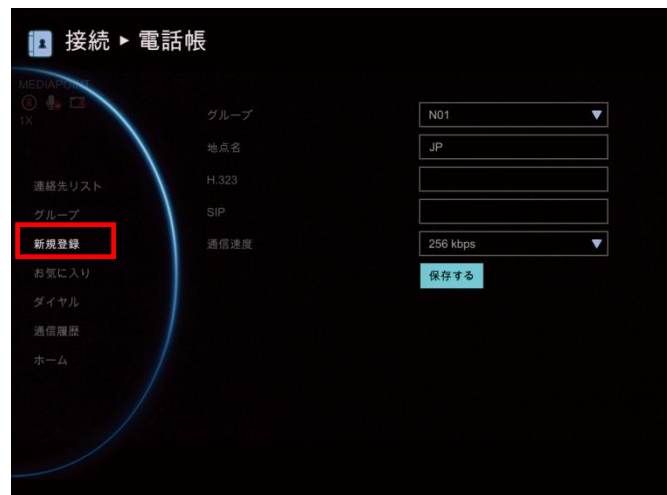 接続 ▸ 電話帳
MEDIAPOINT
1X
連絡先リスト
グループ
新規登録
お気に入り
ダイヤル
通信履歴
ホーム
グループ N01
地点名 JP
H.323
SIP
通信速度 256 kbps
保存する